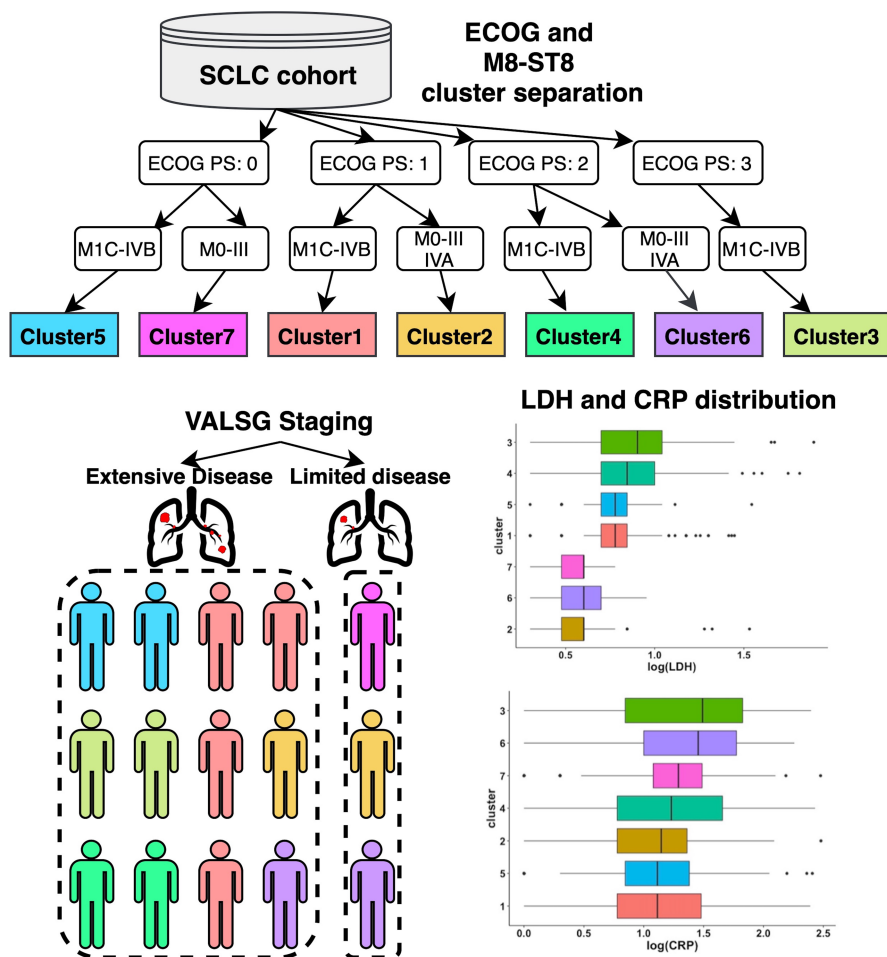 ECOG and
M8-ST8
cluster separation
SCLC cohort
ECOG PS: 0
ECOG PS: 1
ECOG PS: 2
ECOG PS: 3
M1C-IVB
M0-III
M1C-IVB
M0-III
IVA
M1C-IVB
M0-III
IVA
M1C-IVB
Cluster5
Cluster7
Cluster1
Cluster2
Cluster4
Cluster6
Cluster3
VALSG Staging
Extensive Disease
Limited disease
LDH and CRP distribution
cluster
3
4
5
1
7
6
2
0.5
1.0
1.5
log(LDH)
cluster
3
6
7
4
2
5
1
0.0
0.5
1.0
1.5
2.0
2.5
log(CRP)